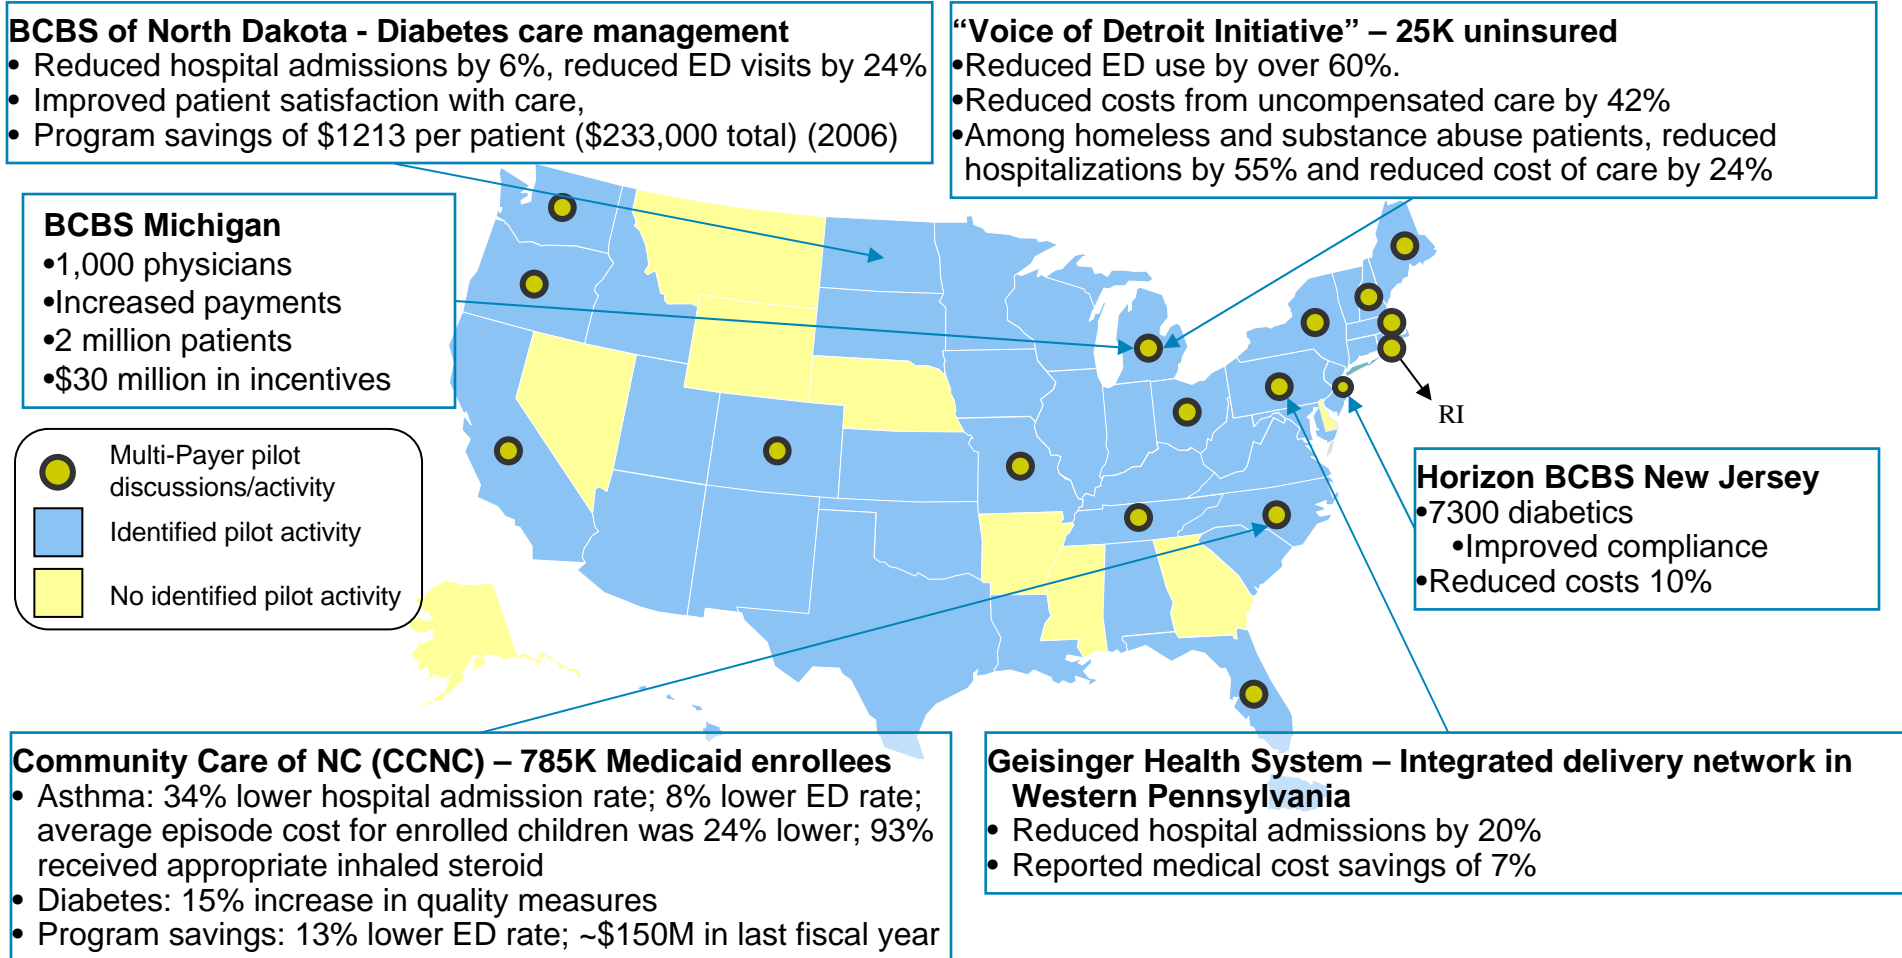 BCBS of North Dakota - Diabetes care management
• Reduced hospital admissions by 6%, reduced ED visits by 24%
• Improved patient satisfaction with care,
• Program savings of $1213 per patient ($233,000 total) (2006)
“Voice of Detroit Initiative” – 25K uninsured
•Reduced ED use by over 60%.
•Reduced costs from uncompensated care by 42%
•Among homeless and substance abuse patients, reduced
hospitalizations by 55% and reduced cost of care by 24%
BCBS Michigan
•1,000 physicians
•Increased payments
•2 million patients
•$30 million in incentives
Multi-Payer pilot
discussions/activity
Identified pilot activity
No identified pilot activity
RI
Horizon BCBS New Jersey
•7300 diabetics
•Improved compliance
•Reduced costs 10%
Community Care of NC (CCNC) – 785K Medicaid enrollees
• Asthma: 34% lower hospital admission rate; 8% lower ED rate;
average episode cost for enrolled children was 24% lower; 93%
received appropriate inhaled steroid
• Diabetes: 15% increase in quality measures
• Program savings: 13% lower ED rate; ~$150M in last fiscal year
Geisinger Health System – Integrated delivery network in
Western Pennsylvania
• Reduced hospital admissions by 20%
• Reported medical cost savings of 7%